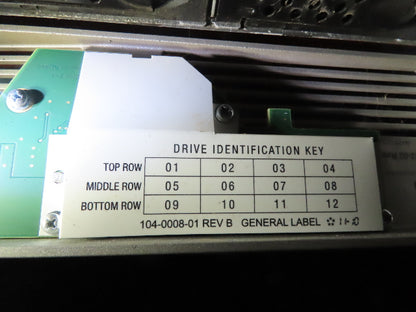 DRIVE IDENTIFICATION KEY
TOP ROW 01 02 03 04
MIDDLE ROW 05 06 07 08
BOTTOM ROW 09 10 11 12
104-0008-01 REV B GENERAL LABEL